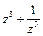 z³ + 1/z³